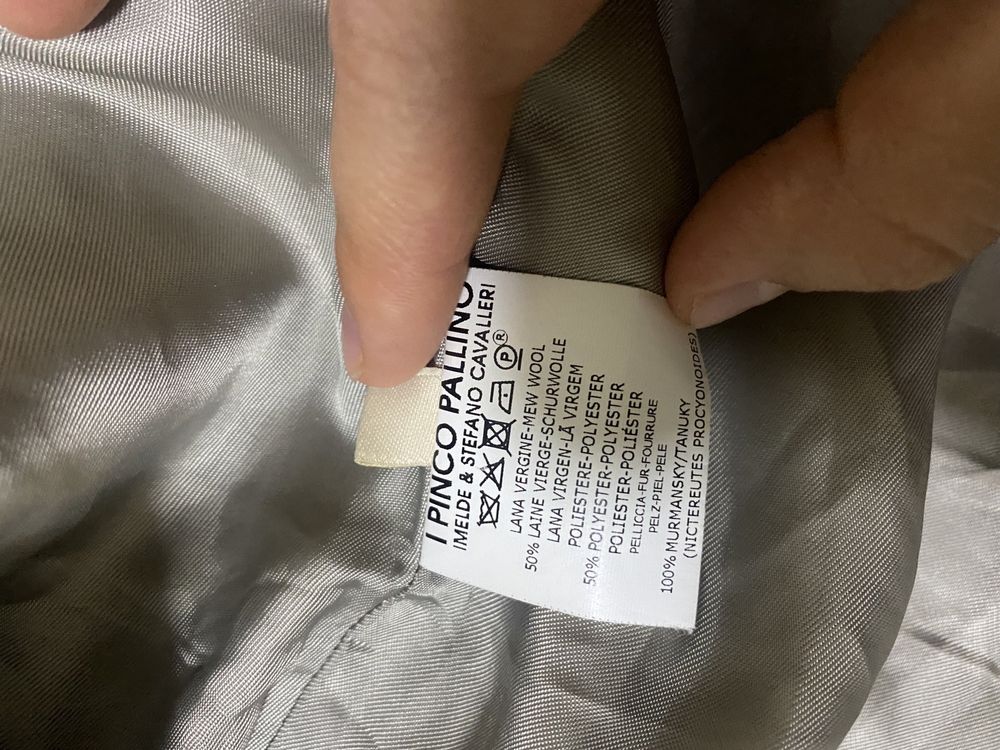 I PINCO PALLINO
IMELDE & STEFANO CAVALLERI
P®
LANA VERGINE-MEW WOOL
50% LAINE VIERGE-SCHURWOLLE
LANA VIRGEN-LÃ VIRGEM
POLIESTERE-POLYESTER
50% POLYESTER-POLYESTER
POLIESTER-POLIÉSTER
PELLICCIA-FUR-FOURRURE
PELZ-PIEL-PELE
100% MURMANSKY/TANUKY
(NICTEREUTES PROCYONOIDES)